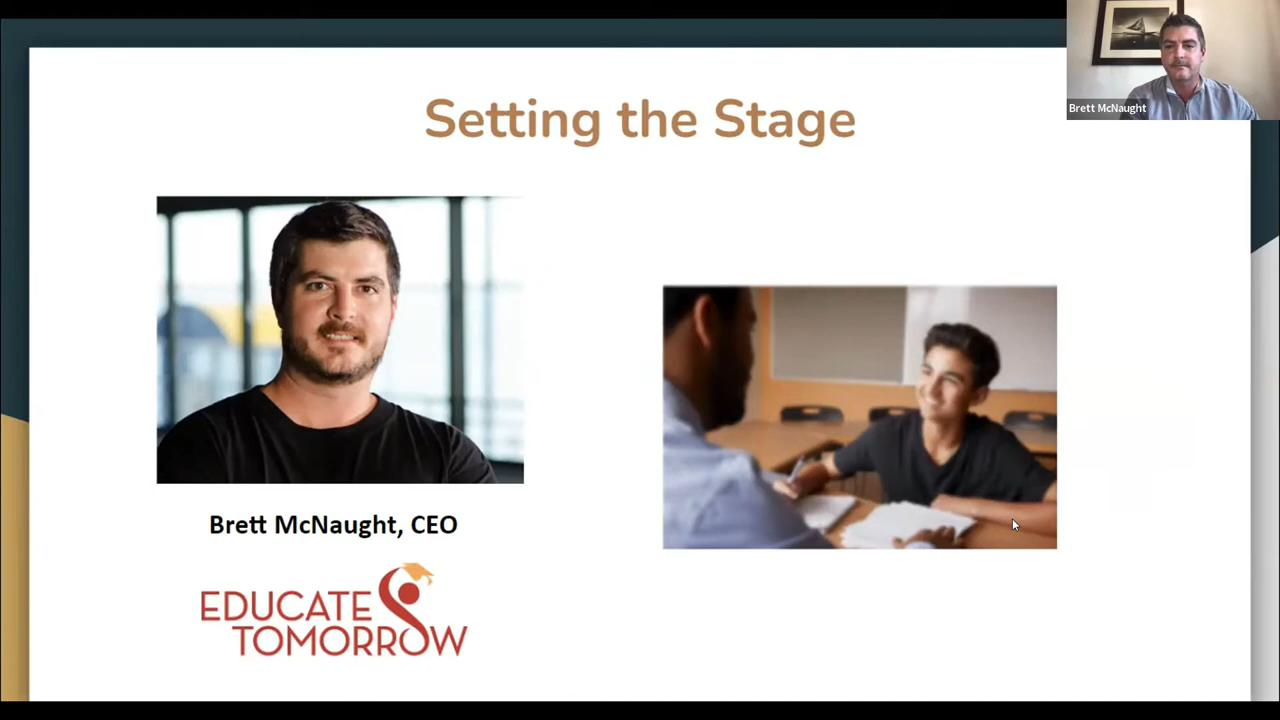 Setting the Stage
Brett McNaught
Brett McNaught, CEO
EDUCATE
TOMORROW